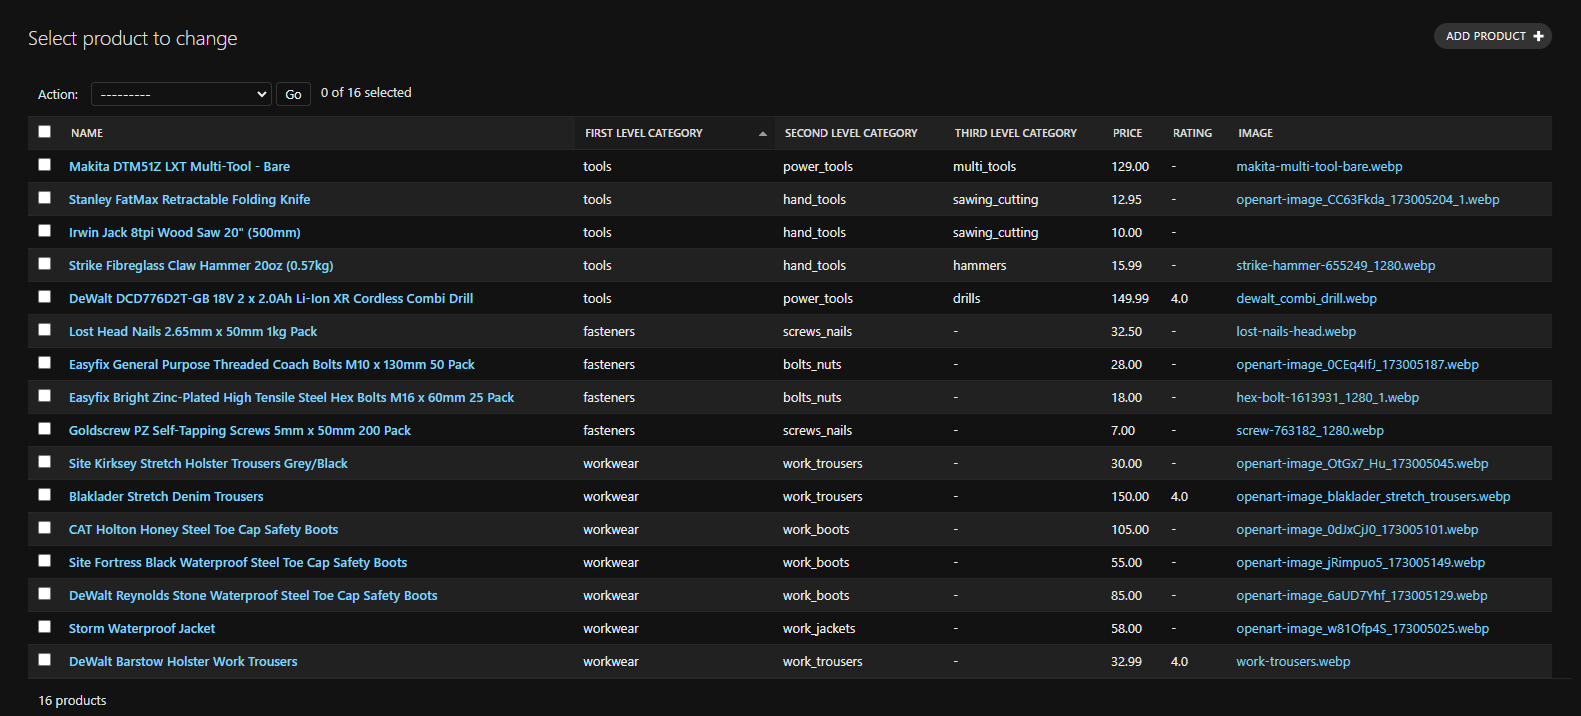 Select product to change
ADD PRODUCT +
Action: --------- Go 0 of 16 selected
NAME FIRST LEVEL CATEGORY SECOND LEVEL CATEGORY THIRD LEVEL CATEGORY PRICE RATING IMAGE
Makita DTM51Z LXT Multi-Tool - Bare tools power_tools multi_tools 129.00 - makita-multi-tool-bare.webp
Stanley FatMax Retractable Folding Knife tools hand_tools sawing_cutting 12.95 - openart-image_CC63Fkda_173005204_1.webp
Irwin Jack 8tpi Wood Saw 20" (500mm) tools hand_tools sawing_cutting 10.00 -
Strike Fibreglass Claw Hammer 20oz (0.57kg) tools hand_tools hammers 15.99 - strike-hammer-655249_1280.webp
DeWalt DCD776D2T-GB 18V 2 x 2.0Ah Li-Ion XR Cordless Combi Drill tools power_tools drills 149.99 4.0 dewalt_combi_drill.webp
Lost Head Nails 2.65mm x 50mm 1kg Pack fasteners screws_nails - 32.50 - lost-nails-head.webp
Easyfix General Purpose Threaded Coach Bolts M10 x 130mm 50 Pack fasteners bolts_nuts - 28.00 - openart-image_0CEq4IfJ_173005187.webp
Easyfix Bright Zinc-Plated High Tensile Steel Hex Bolts M16 x 60mm 25 Pack fasteners bolts_nuts - 18.00 - hex-bolt-1613931_1280_1.webp
Goldscrew PZ Self-Tapping Screws 5mm x 50mm 200 Pack fasteners screws_nails - 7.00 - screw-763182_1280.webp
Site Kirksey Stretch Holster Trousers Grey/Black workwear work_trousers - 30.00 - openart-image_OtGx7_Hu_173005045.webp
Blaklader Stretch Denim Trousers workwear work_trousers - 150.00 4.0 openart-image_blaklader_stretch_trousers.webp
CAT Holton Honey Steel Toe Cap Safety Boots workwear work_boots - 105.00 - openart-image_0dJxCjJ0_173005101.webp
Site Fortress Black Waterproof Steel Toe Cap Safety Boots workwear work_boots - 55.00 - openart-image_jRimpuo5_173005149.webp
DeWalt Reynolds Stone Waterproof Steel Toe Cap Safety Boots workwear work_boots - 85.00 - openart-image_6aUD7Yhf_173005129.webp
Storm Waterproof Jacket workwear work_jackets - 58.00 - openart-image_w81Ofp4S_173005025.webp
DeWalt Barstow Holster Work Trousers workwear work_trousers - 32.99 4.0 work-trousers.webp
16 products